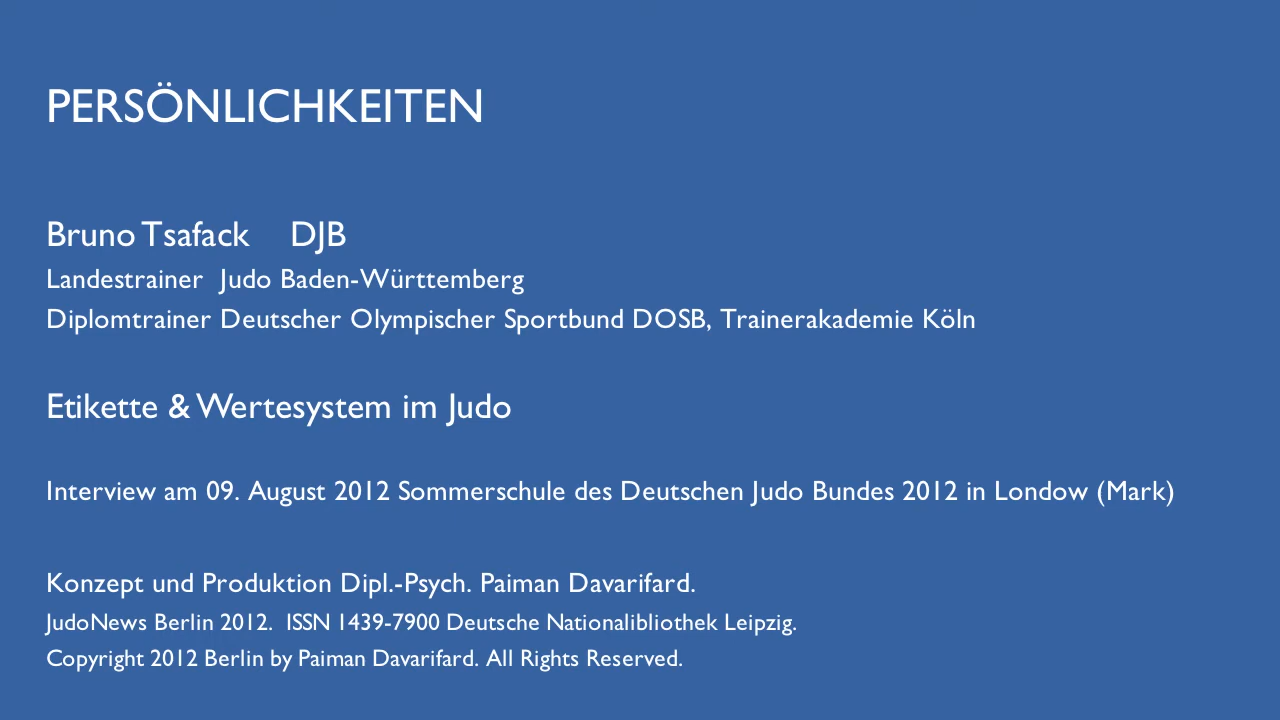 PERSÖNLICHKEITEN
Bruno Tsafack DJB
Landestrainer Judo Baden-Württemberg
Diplomtrainer Deutscher Olympischer Sportbund DOSB, Trainerakademie Köln
Etikette & Wertesystem im Judo
Interview am 09. August 2012 Sommerschule des Deutschen Judo Bundes 2012 in Londow (Mark)
Konzept und Produktion Dipl.-Psych. Paiman Davarifard.
JudoNews Berlin 2012. ISSN 1439-7900 Deutsche Nationalibliothek Leipzig.
Copyright 2012 Berlin by Paiman Davarifard. All Rights Reserved.